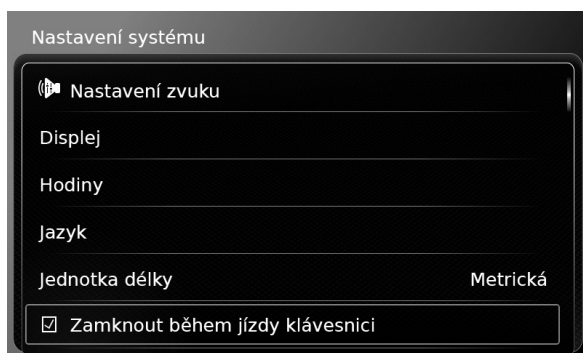 Nastavení systému
Nastavení zvuku
Displej
Hodiny
Jazyk
Jednotka délky Metrická
Zamknout během jízdy klávesnici